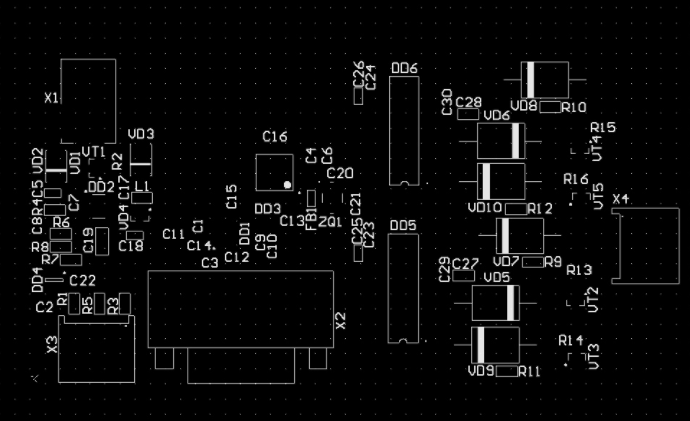 C26
C24
DD6
X1
C30
C28
VD8
R10
VD6
R15
VT4
VD3
C16
VT1
VD2
VD1
R2
C4
C6
C20
R16
VT5
X4
DD2
C17
L1
C5
C7
R4
C8
VD4
C15
DD3
C13
FB1
ZQ1
C21
VD10
R12
R6
R8
R7
C19
C18
C11
C1
C14
C3
C12
DD1
C9
C10
C25
C23
DD5
DD4
C22
C29
C27
VD7
R9
VD5
R13
VT2
C2
R1
R5
R3
X2
X3
R14
VT3
VD9
R11